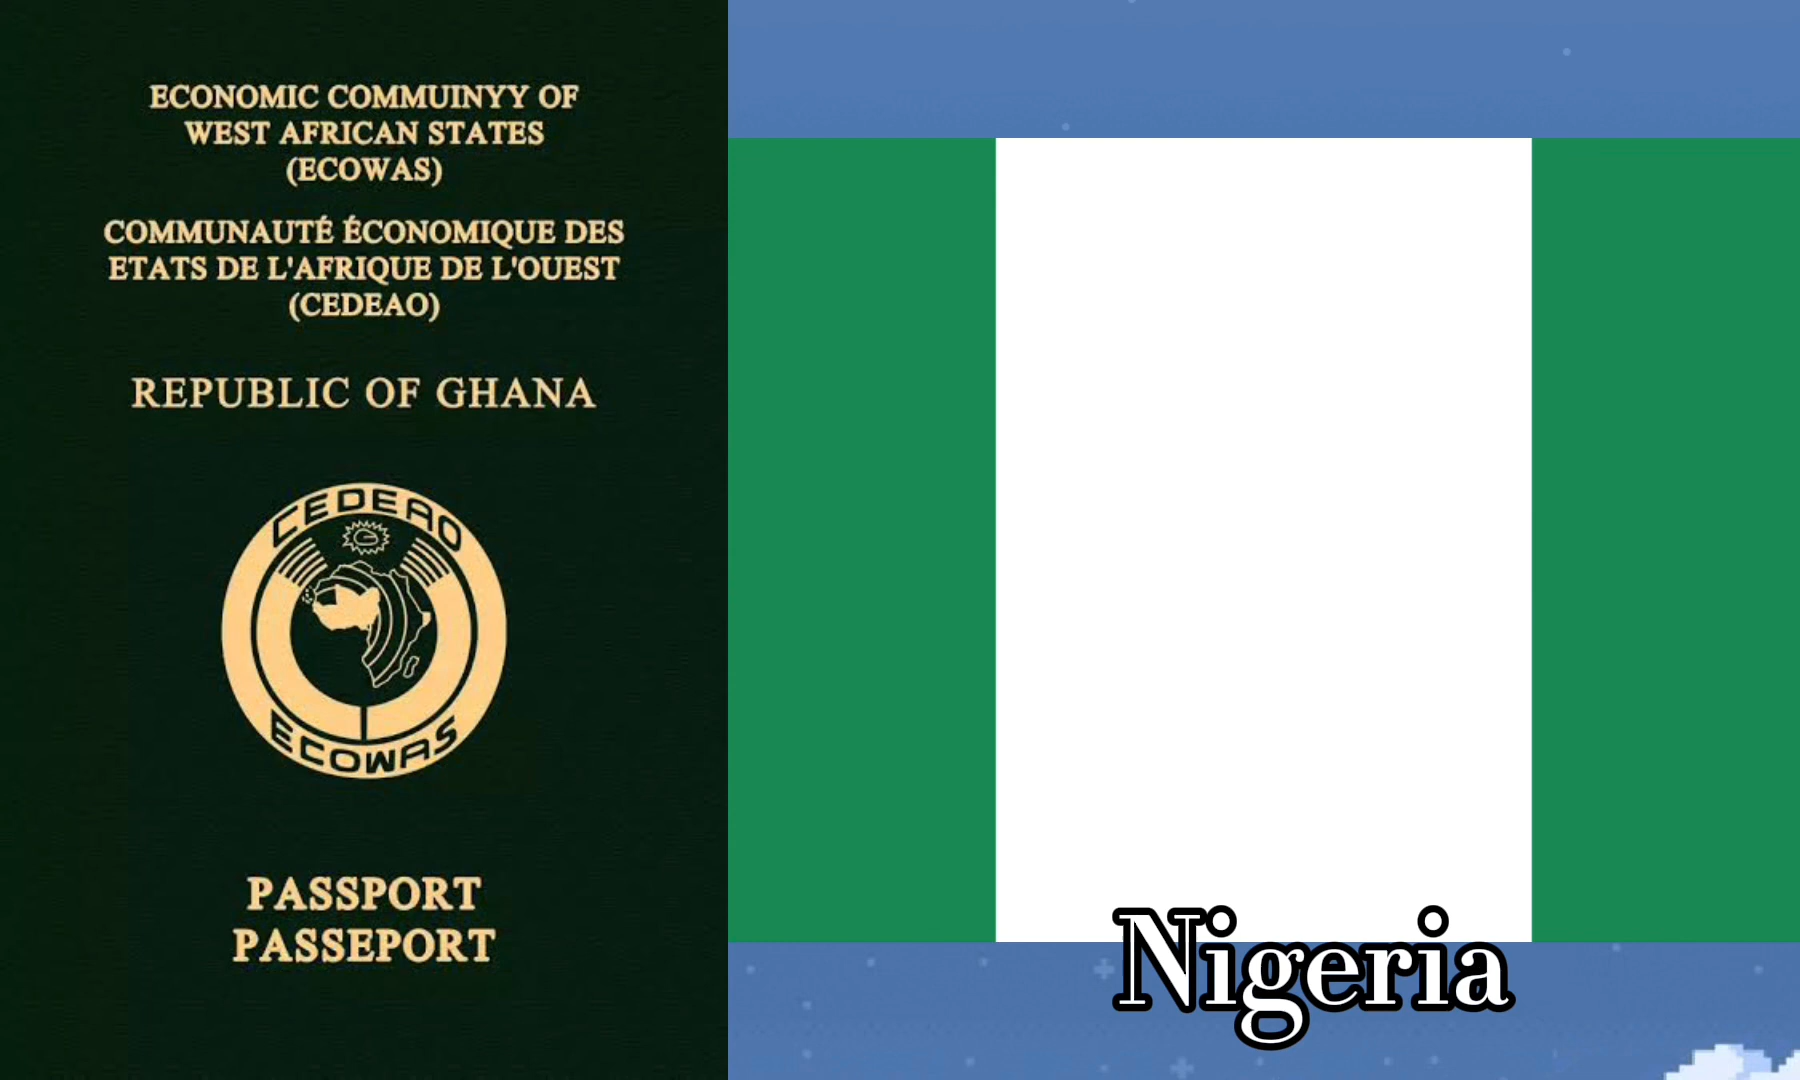 ECONOMIC COMMUINYY OF
WEST AFRICAN STATES
(ECOWAS)
COMMUNAUTÉ ÉCONOMIQUE DES
ETATS DE L'AFRIQUE DE L'OUEST
(CEDEAO)
REPUBLIC OF GHANA
CEDEAO
ECOWAS
PASSPORT
PASSEPORT
Nigeria